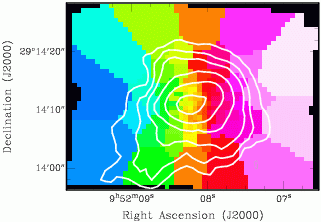 Declination (J2000)
29°14'20"
14'10"
14'00"
9ʰ52ᵐ09ˢ 08ˢ 07ˢ
Right Ascension (J2000)